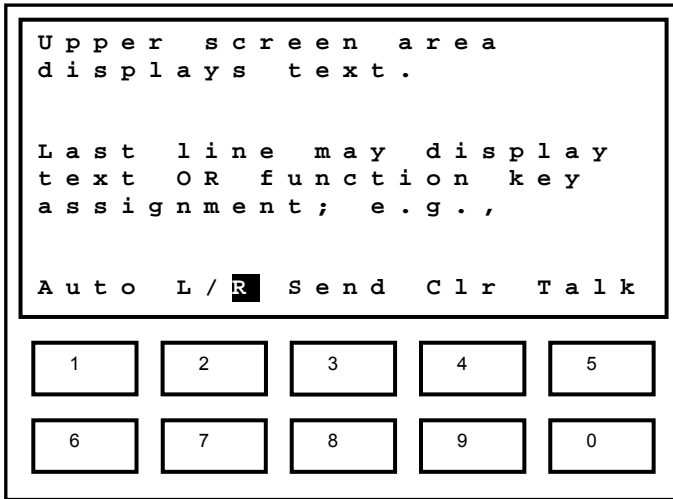 Upper screen area
displays text.
Last line may display
text OR function key
assignment; e.g.,
Auto L/R Send Clr Talk
1 2 3 4 5
6 7 8 9 0